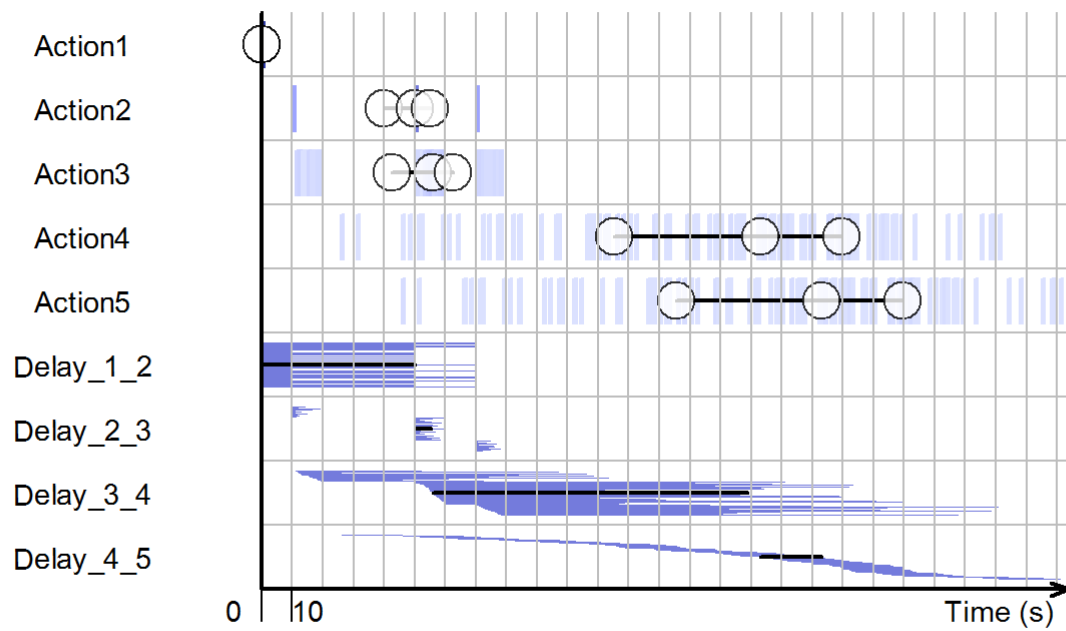 Action1
Action2
Action3
Action4
Action5
Delay_1_2
Delay_2_3
Delay_3_4
Delay_4_5
0 10 Time (s)